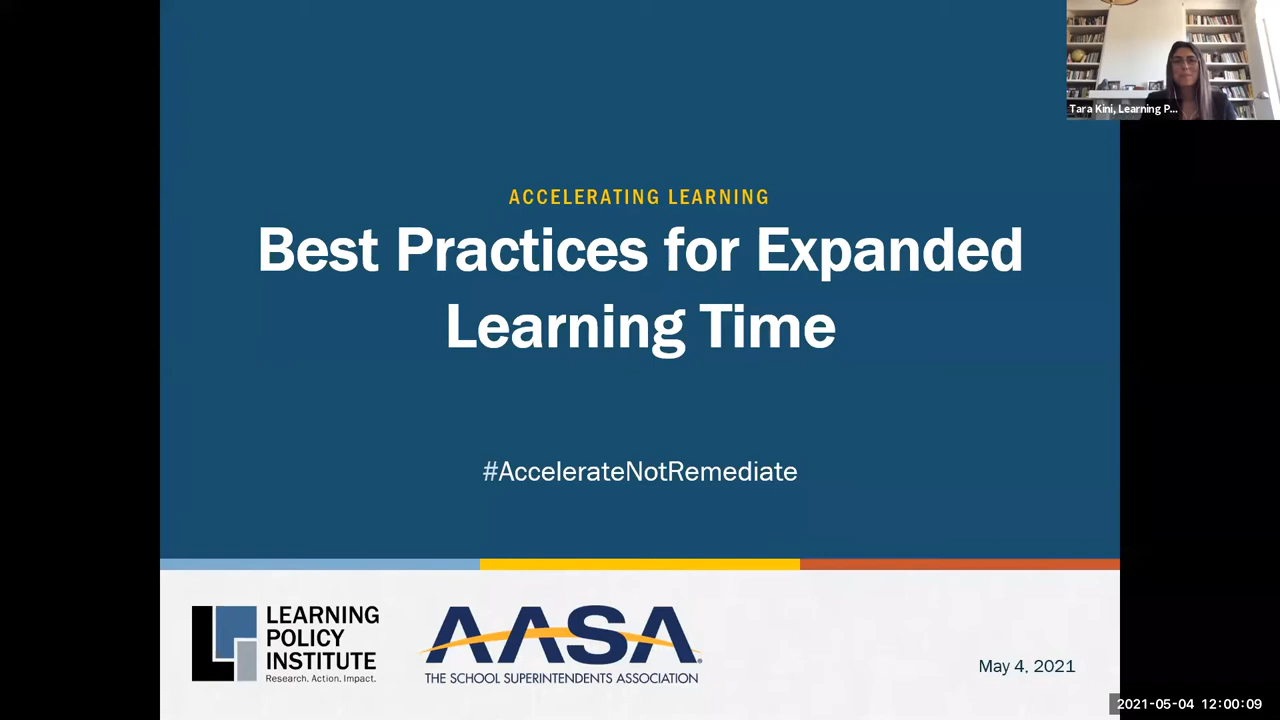 Tara Kini, Learning P...
ACCELERATING LEARNING
Best Practices for Expanded
Learning Time
#AccelerateNotRemediate
LEARNING
POLICY
INSTITUTE
Research. Action. Impact.
AASA
THE SCHOOL SUPERINTENDENTS ASSOCIATION
May 4, 2021
2021-05-04 12:00:09